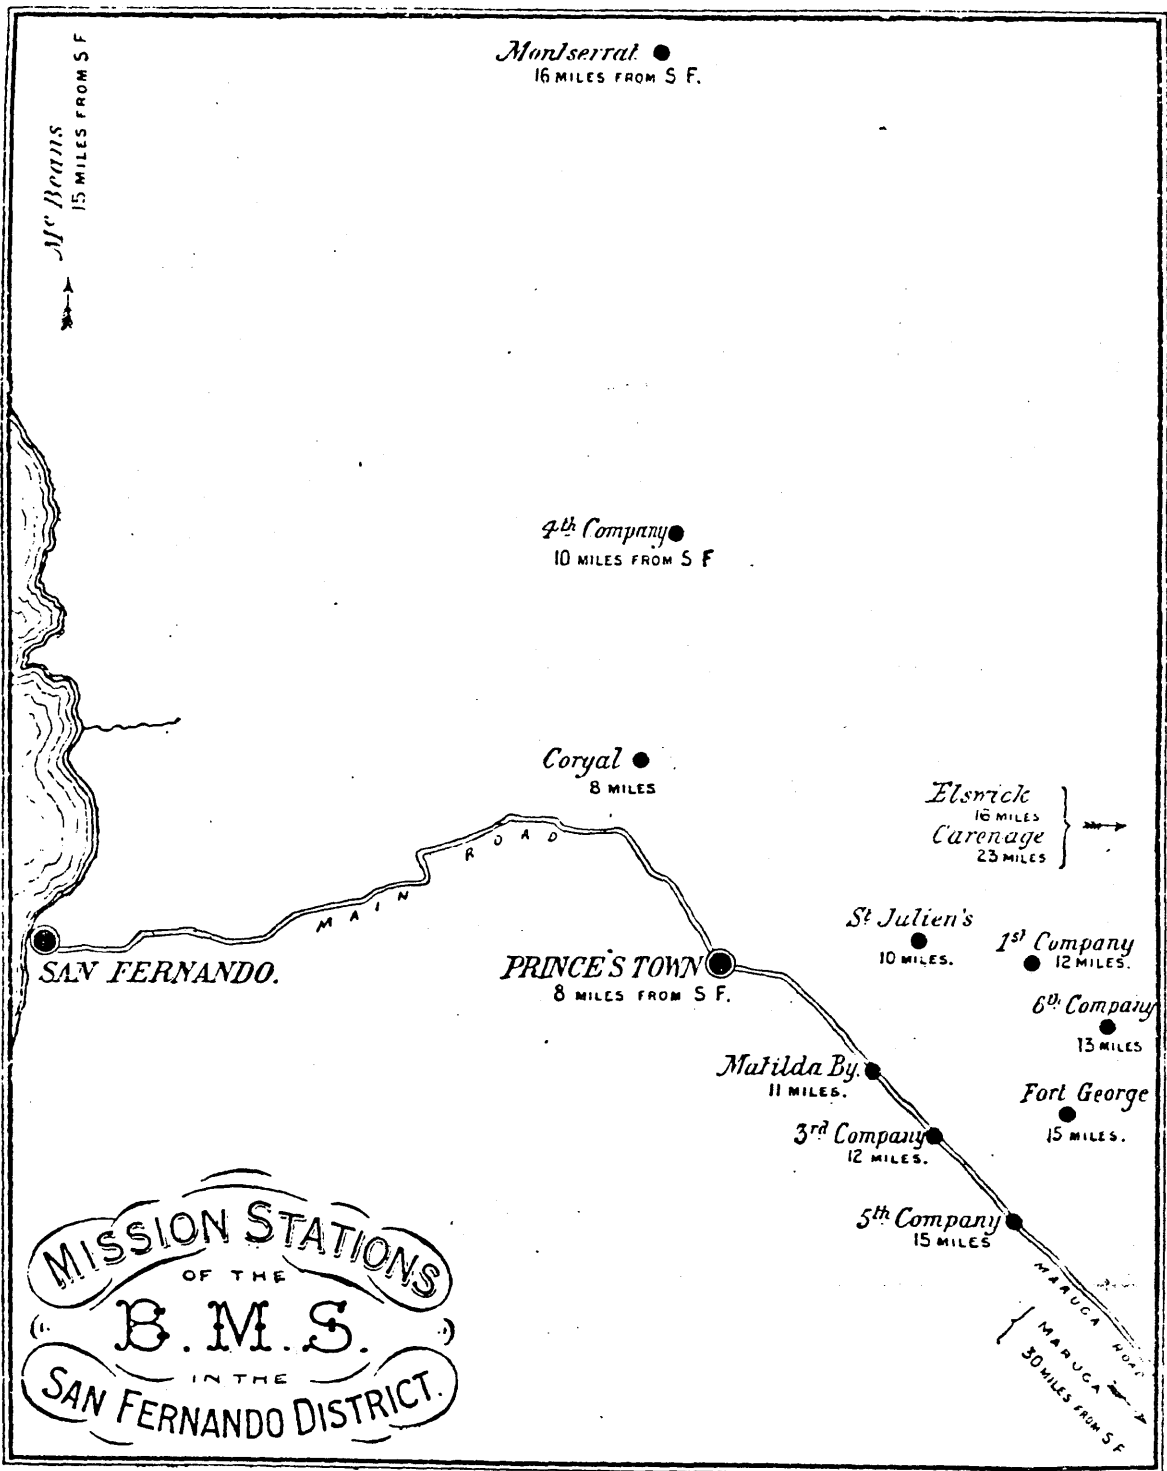 Montserrat
16 MILES FROM S F.
Mc Beans
15 MILES FROM S F
4th Company
10 MILES FROM S F
Coryal
8 MILES
Elswick
16 MILES
Carenage
23 MILES
MAIN ROAD
St Julien's
10 MILES.
1st Company
12 MILES.
SAN FERNANDO.
PRINCE'S TOWN
8 MILES FROM S F.
6th Company
13 MILES
Matilda By.
11 MILES.
Fort George
15 MILES.
3rd Company
12 MILES.
5th Company
15 MILES
MARUGA ROAD
MARUGA
30 MILES FROM S F
MISSION STATIONS
OF THE
B. M. S.
IN THE
SAN FERNANDO DISTRICT.